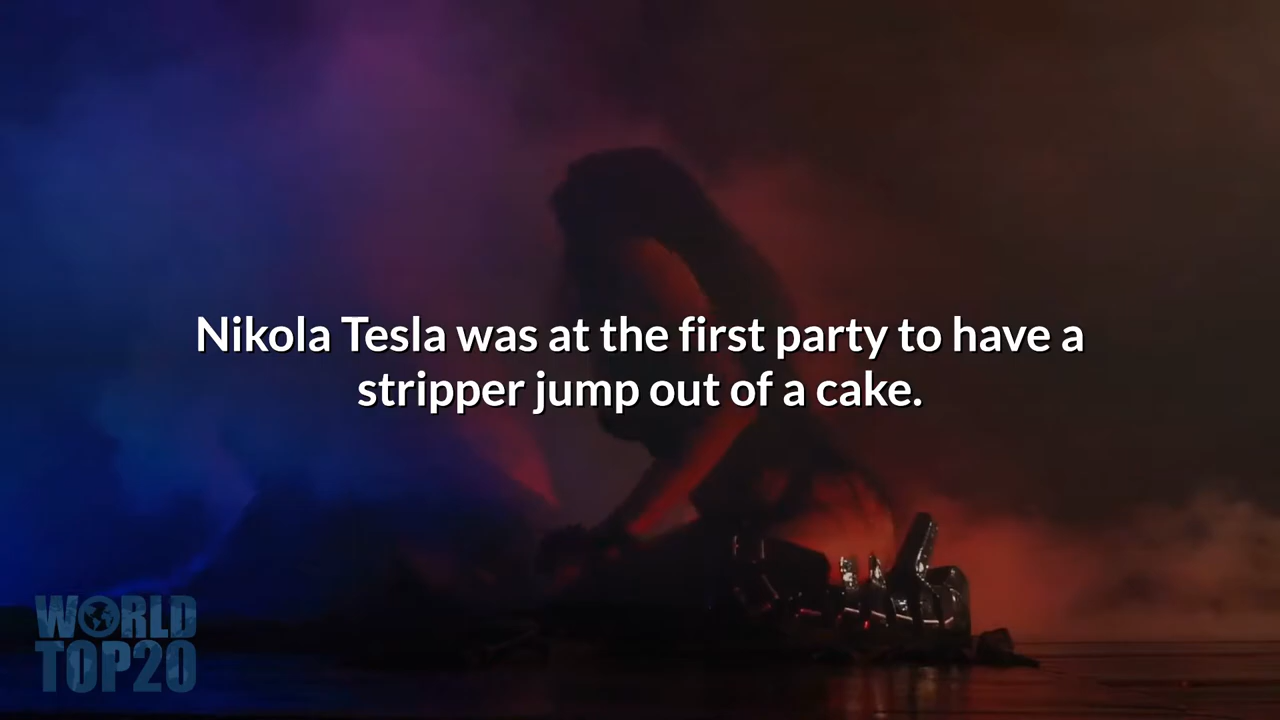 Nikola Tesla was at the first party to have a
stripper jump out of a cake.
WORLD
TOP20